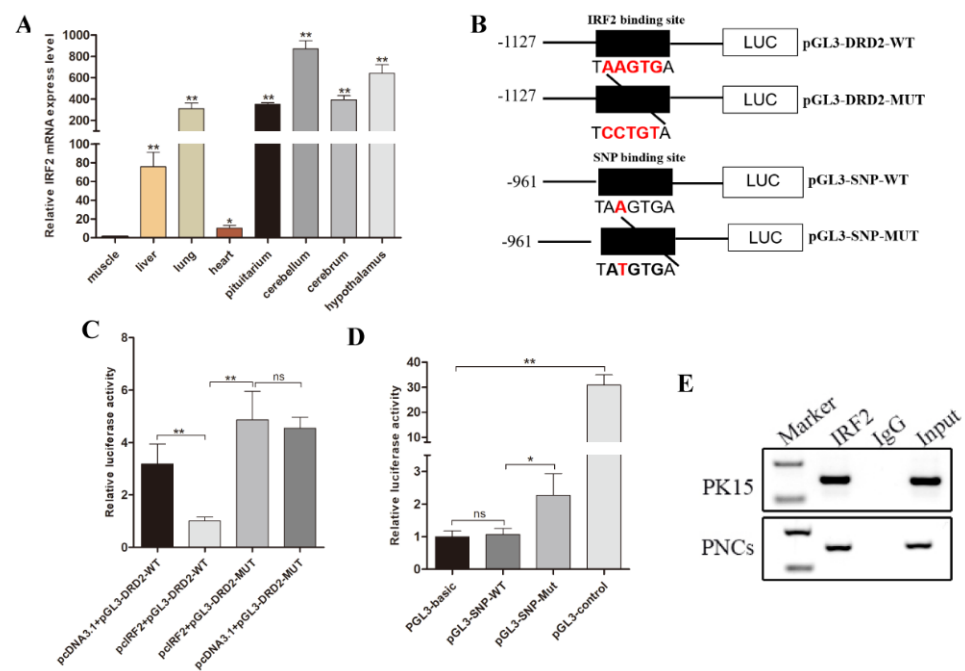 A
Relative IRF2 mRNA express level
1000
800
600
400
200
80
60
40
20
0
**
**
*
**
**
**
**
muscle
liver
lung
heart
pituitarium
cerebellum
cerebrum
hypothalamus
B
IRF2 binding site
-1127
LUC
pGL3-DRD2-WT
TAAGTGA
-1127
LUC
pGL3-DRD2-MUT
TCCTGTA
SNP binding site
-961
LUC
pGL3-SNP-WT
TAAGTGA
-961
LUC
pGL3-SNP-MUT
TATGTGA
C
Relative luciferase activity
8
6
4
2
0
**
**
ns
pcDNA3.1+pGL3-DRD2-WT
pcIRF2+pGL3-DRD2-WT
pcIRF2+pGL3-DRD2-MUT
pcDNA3.1+pGL3-DRD2-MUT
D
Relative luciferase activity
40
30
20
10
4
3
2
1
0
**
*
ns
PGL3-basic
pGL3-SNP-WT
pGL3-SNP-Mut
pGL3-control
E
Marker
IRF2
IgG
Input
PK15
PNCs